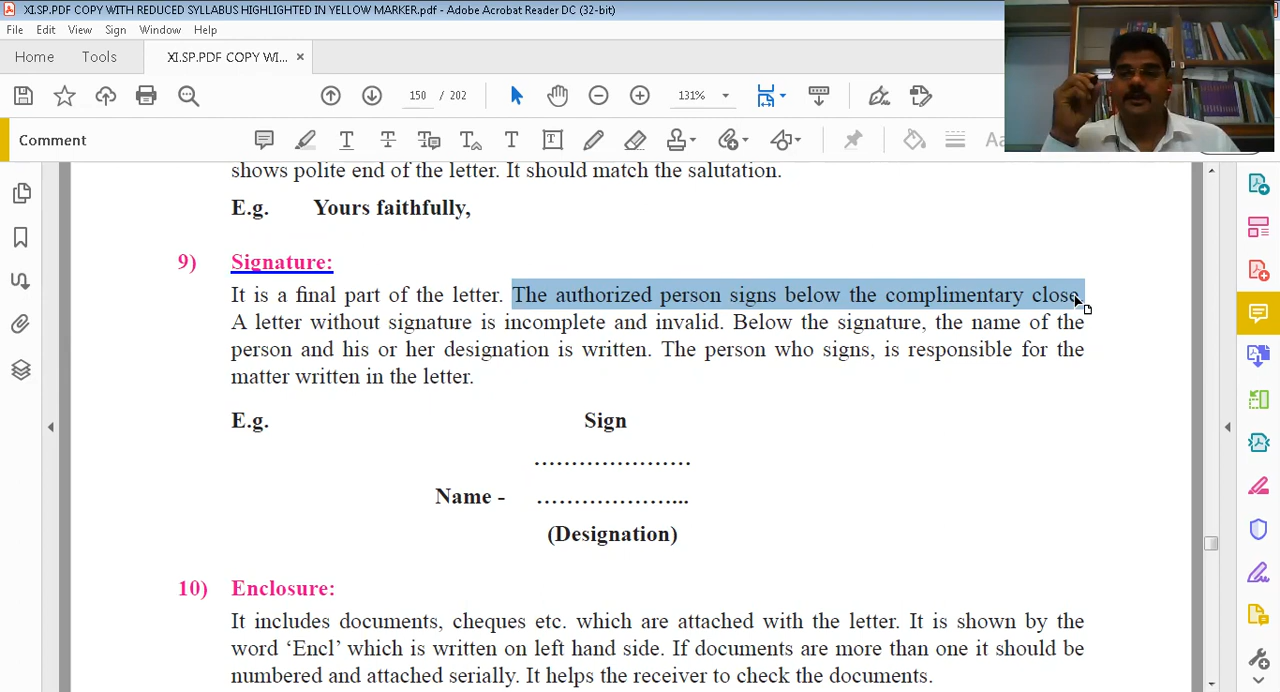 XI.SP.PDF COPY WITH REDUCED SYLLABUS HIGHLIGHTED IN YELLOW MARKER.pdf - Adobe Acrobat Reader DC (32-bit)
File Edit View Sign Window Help
Home Tools XI.SP.PDF COPY WI... ×
150 / 202 131%
Comment
shows polite end of the letter. It should match the salutation.
E.g. Yours faithfully,
9) Signature:
It is a final part of the letter. The authorized person signs below the complimentary close.
A letter without signature is incomplete and invalid. Below the signature, the name of the
person and his or her designation is written. The person who signs, is responsible for the
matter written in the letter.
E.g. Sign
.....................
Name - .....................
(Designation)
10) Enclosure:
It includes documents, cheques etc. which are attached with the letter. It is shown by the
word ‘Encl’ which is written on left hand side. If documents are more than one it should be
numbered and attached serially. It helps the receiver to check the documents.